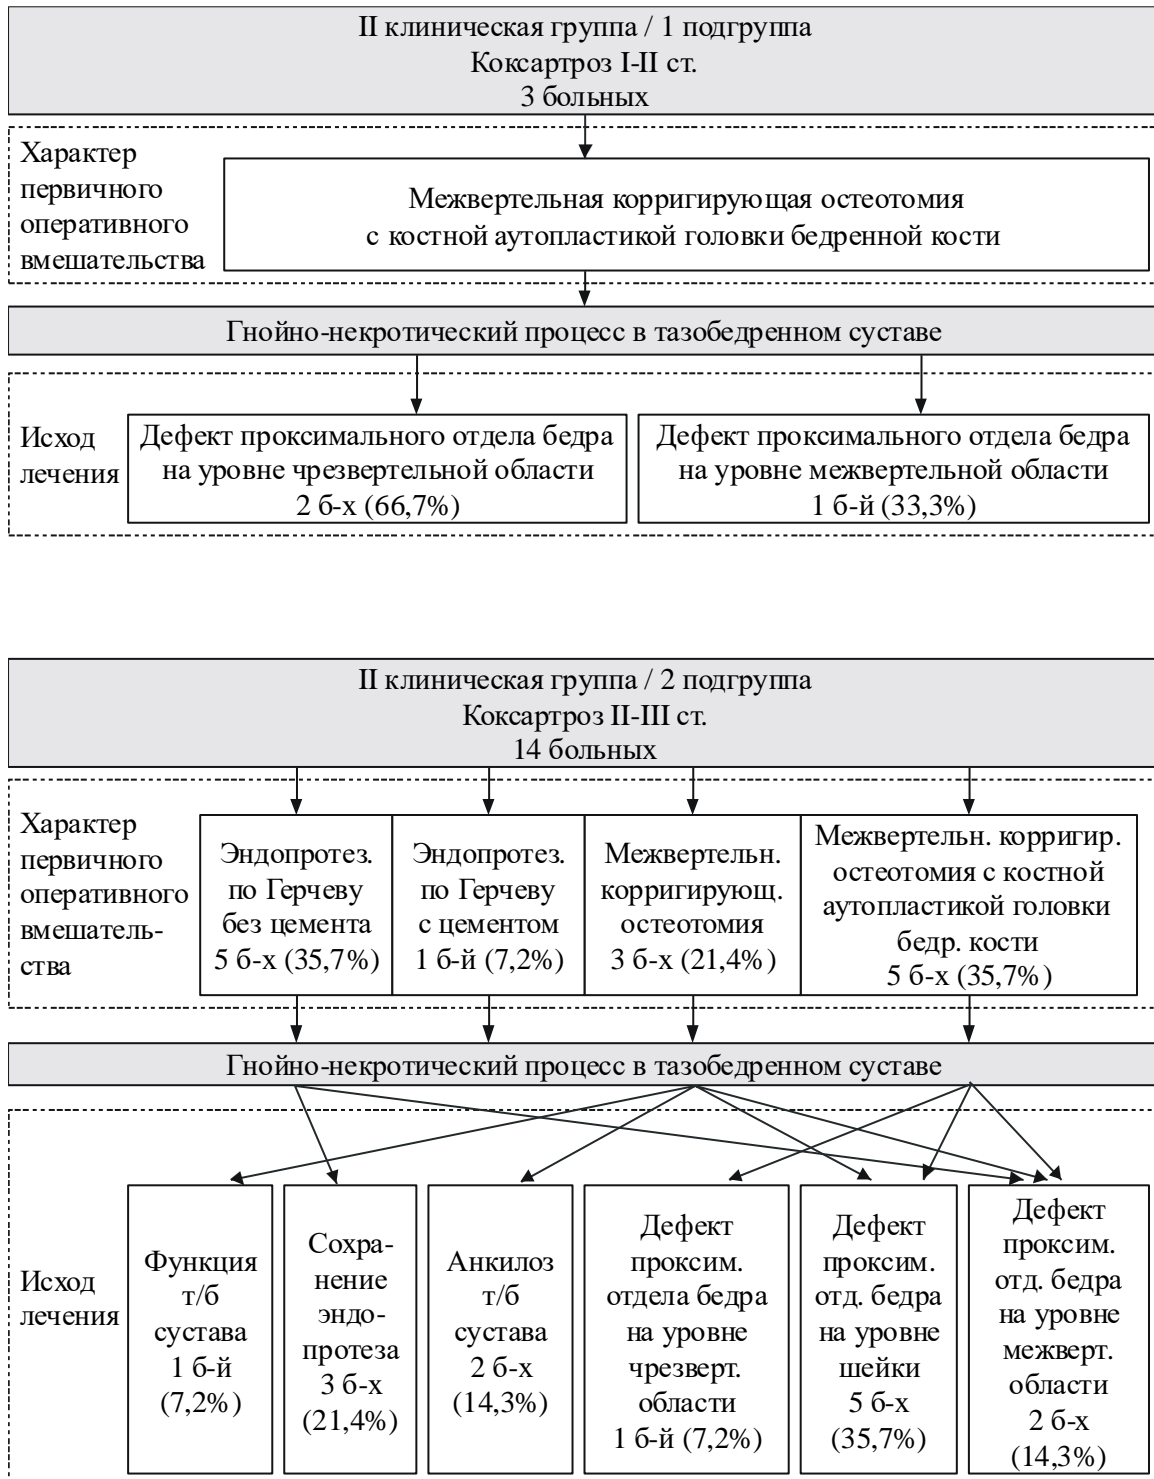 II клиническая группа / 1 подгруппа
Коксартроз I-II ст.
3 больных
Характер
первичного
оперативного
вмешательства
Межвертельная корригирующая остеотомия
с костной аутопластикой головки бедренной кости
Гнойно-некротический процесс в тазобедренном суставе
Исход
лечения
Дефект проксимального отдела бедра
на уровне чрезвертельной области
2 б-х (66,7%)
Дефект проксимального отдела бедра
на уровне межвертельной области
1 б-й (33,3%)
II клиническая группа / 2 подгруппа
Коксартроз II-III ст.
14 больных
Характер
первичного
оперативного
вмешатель-
ства
Эндопротез.
по Герчеву
без цемента
5 б-х (35,7%)
Эндопротез.
по Герчеву
с цементом
1 б-й (7,2%)
Межвертельн.
корригирующ.
остеотомия
3 б-х (21,4%)
Межвертельн. корригир.
остеотомия с костной
аутопластикой головки
бедр. кости
5 б-х (35,7%)
Гнойно-некротический процесс в тазобедренном суставе
Исход
лечения
Функция
т/б
сустава
1 б-й
(7,2%)
Сохра-
нение
эндо-
протеза
3 б-х
(21,4%)
Анкилоз
т/б
сустава
2 б-х
(14,3%)
Дефект
проксим.
отдела бедра
на уровне
чрезверт.
области
1 б-й (7,2%)
Дефект
проксим.
отд. бедра
на уровне
шейки
5 б-х
(35,7%)
Дефект
проксим.
отд. бедра
на уровне
межверт.
области
2 б-х
(14,3%)